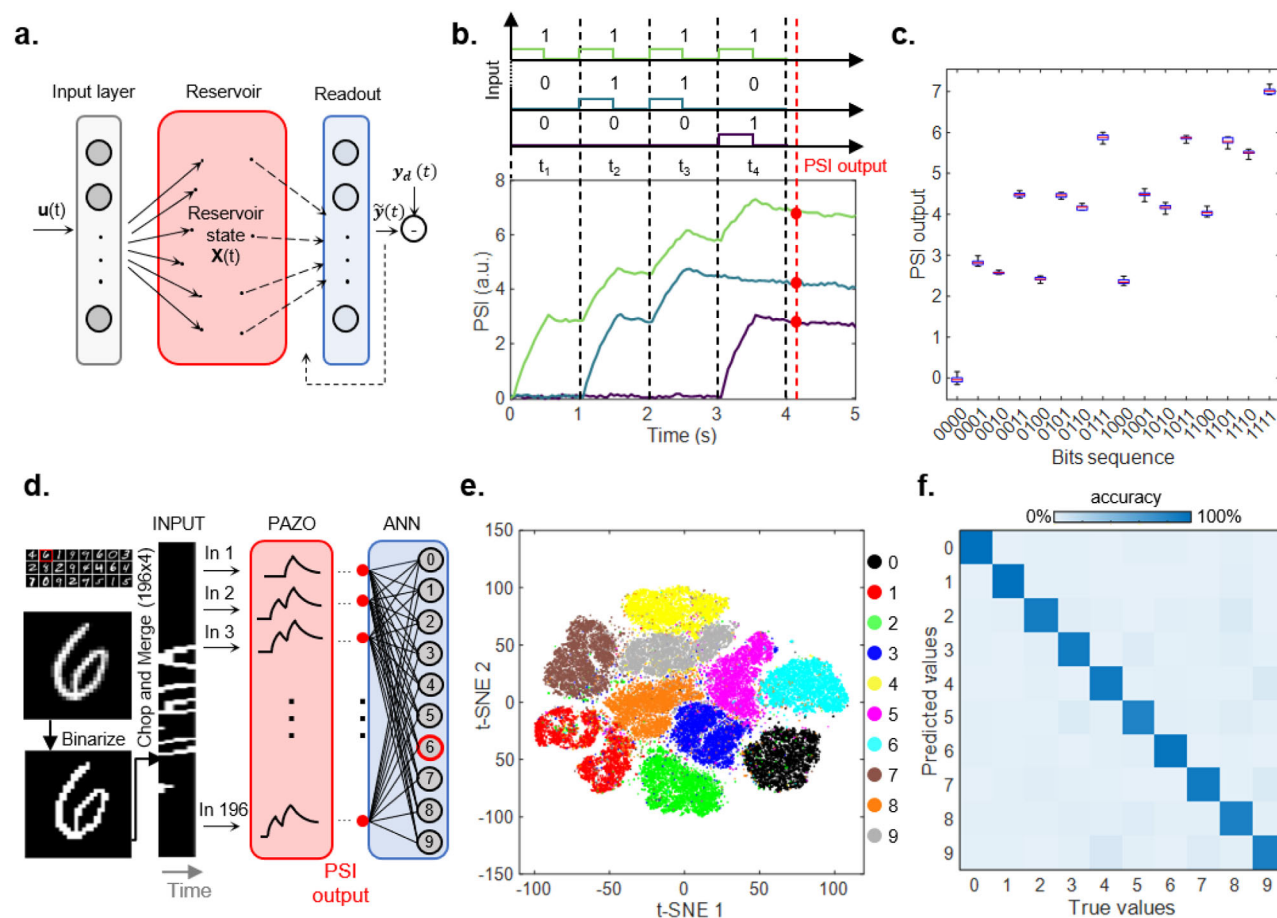 a.
Input layer
Reservoir
Readout
u(t)
Reservoir
state
X(t)
y_d(t)
ỹ(t)
-
b.
Input
1 1 1 1
0 1 1 0
0 0 0 1
t1 t2 t3 t4
PSI output
PSI (a.u.)
8
6
4
2
0
0 1 2 3 4 5
Time (s)
c.
PSI output
7
6
5
4
3
2
1
0
0000 0001 0010 0011 0100 0101 0110 0111 1000 1001 1010 1011 1100 1101 1110 1111
Bits sequence
d.
INPUT
PAZO
ANN
Binarize
Chop and Merge (196x4)
In 1
In 2
In 3
In 196
0
1
2
3
4
5
6
7
8
9
Time
PSI
output
e.
t-SNE 2
150
100
50
0
50
-100
-150
-100 -50 0 50 100
t-SNE 1
0
1
2
3
4
5
6
7
8
9
f.
accuracy
0% 100%
Predicted values
0
1
2
3
4
5
6
7
8
9
0 1 2 3 4 5 6 7 8 9
True values